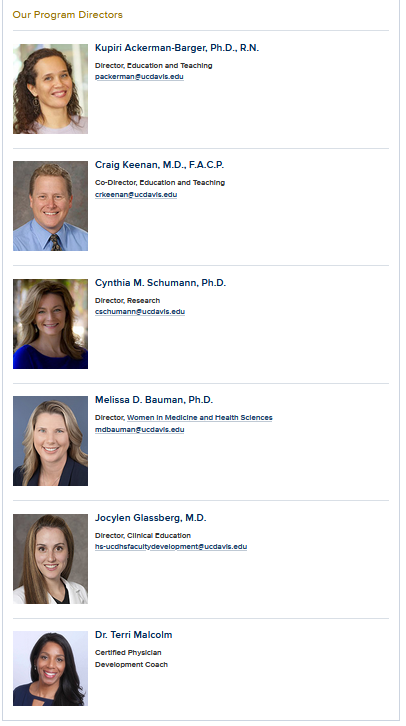 Our Program Directors
Kupiri Ackerman-Barger, Ph.D., R.N.
Director, Education and Teaching
packerman@ucdavis.edu
Craig Keenan, M.D., F.A.C.P.
Co-Director, Education and Teaching
crkeenan@ucdavis.edu
Cynthia M. Schumann, Ph.D.
Director, Research
cschumann@ucdavis.edu
Melissa D. Bauman, Ph.D.
Director, Women in Medicine and Health Sciences
mdbauman@ucdavis.edu
Jocylen Glassberg, M.D.
Director, Clinical Education
hs-ucdhsfacultydevelopment@ucdavis.edu
Dr. Terri Malcolm
Certified Physician
Development Coach